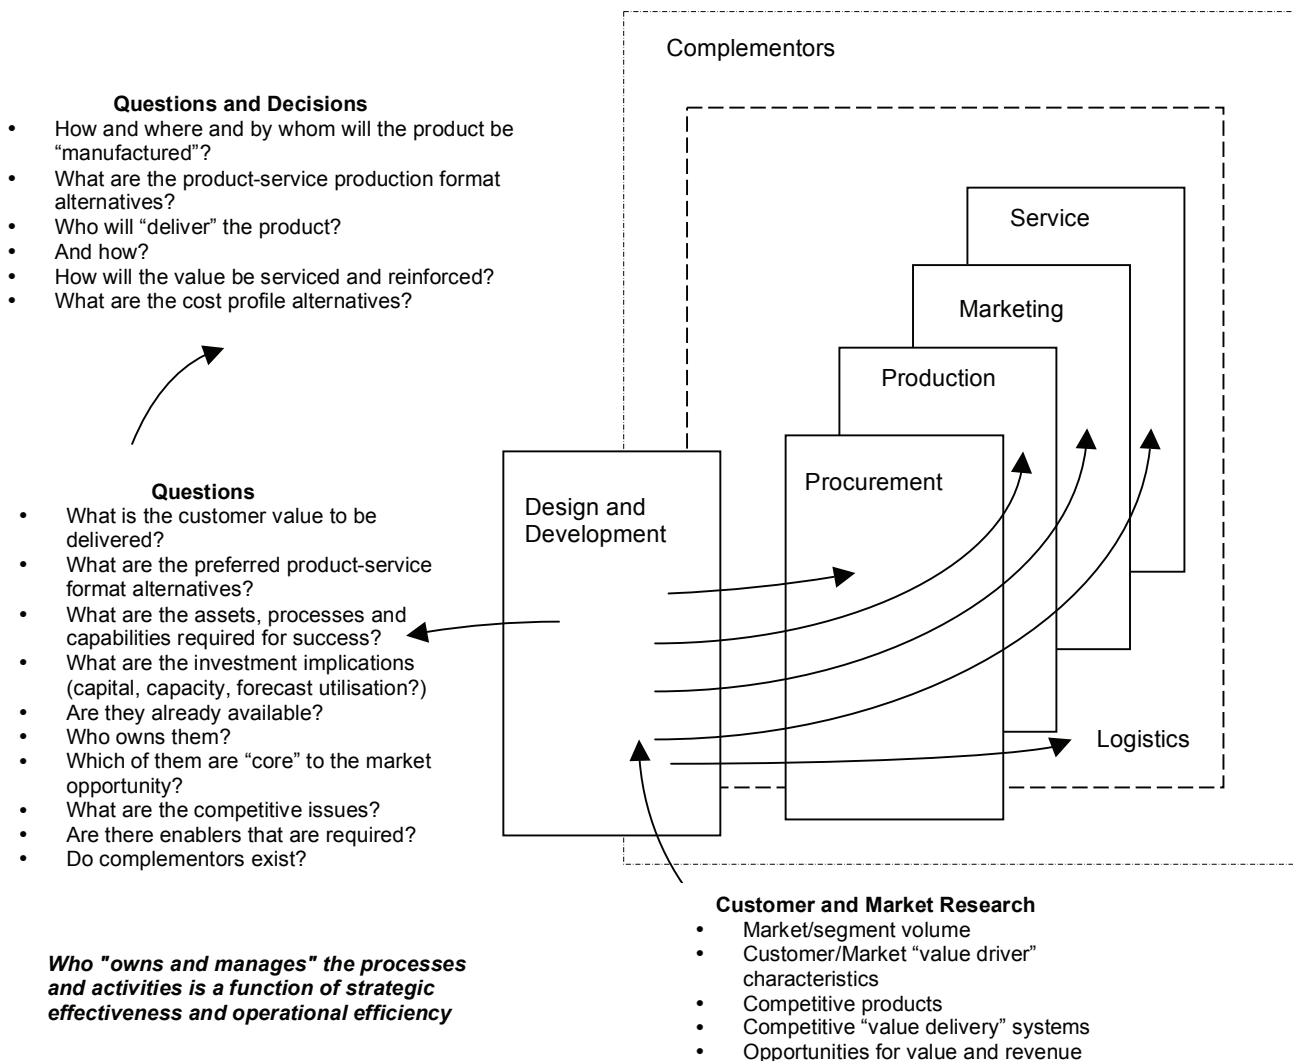 Complementors
Questions and Decisions
• How and where and by whom will the product be
“manufactured”?
• What are the product-service production format
alternatives?
• Who will “deliver” the product?
• And how?
• How will the value be serviced and reinforced?
• What are the cost profile alternatives?
Service
Marketing
Production
Procurement
Design and
Development
Logistics
Questions
• What is the customer value to be
delivered?
• What are the preferred product-service
format alternatives?
• What are the assets, processes and
capabilities required for success?
• What are the investment implications
(capital, capacity, forecast utilisation?)
• Are they already available?
• Who owns them?
• Which of them are “core” to the market
opportunity?
• What are the competitive issues?
• Are there enablers that are required?
• Do complementors exist?
Customer and Market Research
• Market/segment volume
• Customer/Market “value driver”
characteristics
• Competitive products
• Competitive “value delivery” systems
• Opportunities for value and revenue
Who "owns and manages" the processes
and activities is a function of strategic
effectiveness and operational efficiency